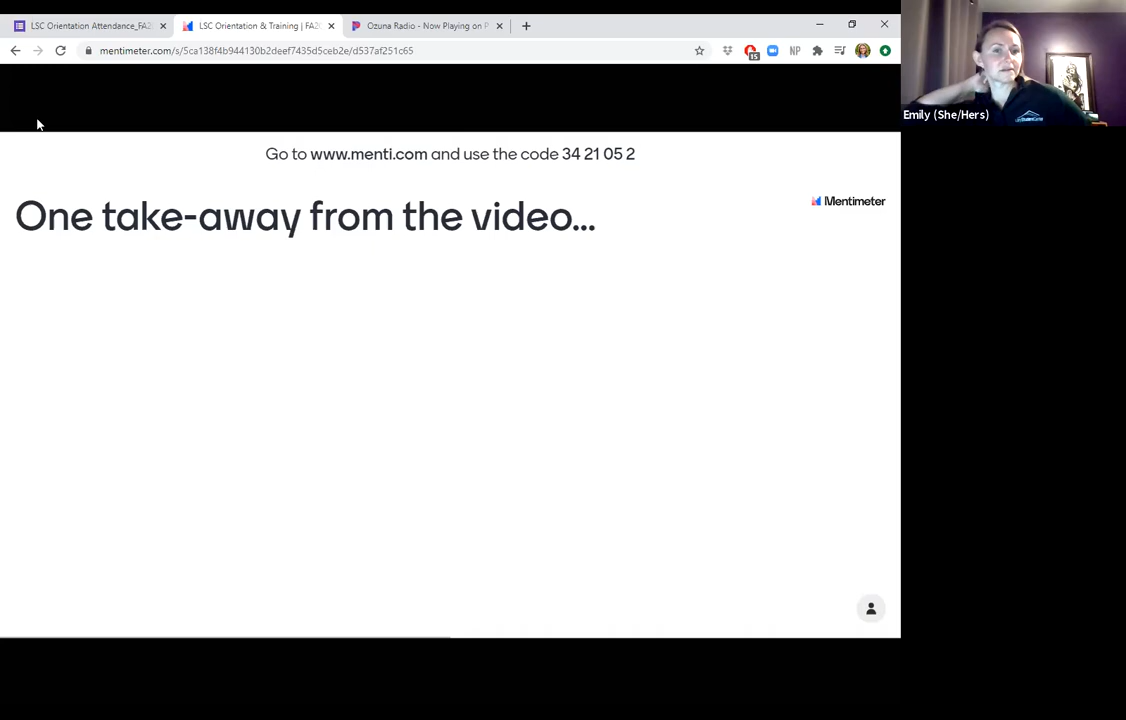 LSC Orientation Attendance_FA2
LSC Orientation & Training | FA2
Ozuna Radio - Now Playing on P
mentimeter.com/s/5ca138f4b944130b2deef7435d5ceb2e/d537af251c65
15
NP
Emily (She/Hers)
Go to www.menti.com and use the code 34 21 05 2
Mentimeter
One take-away from the video...